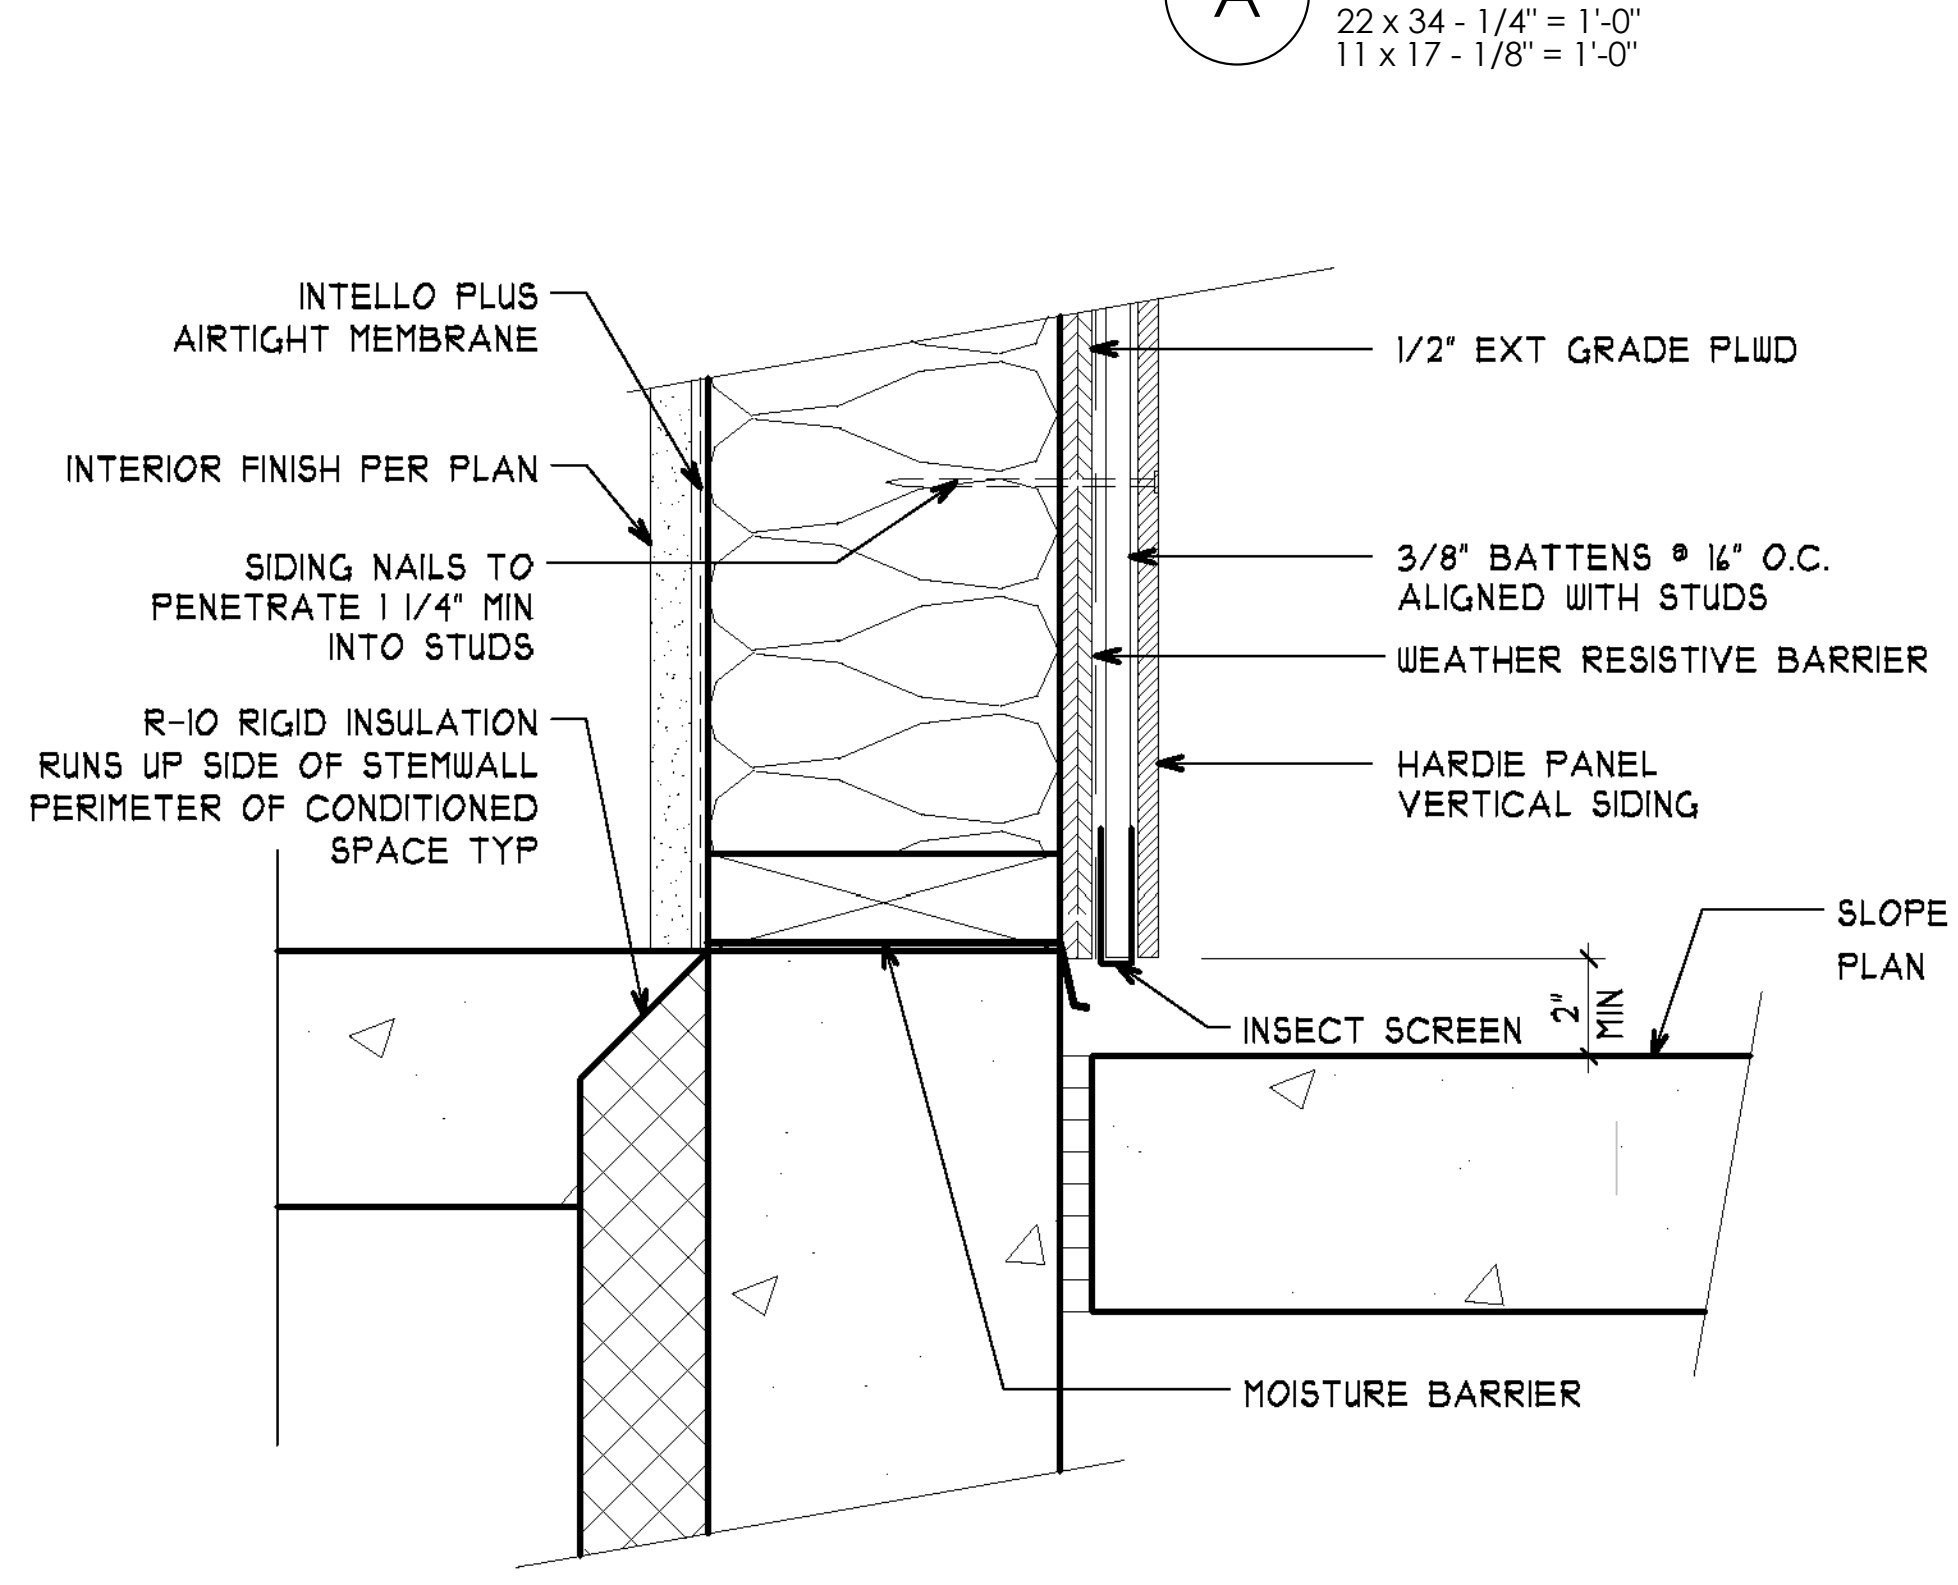 A
22 x 34 - 1/4" = 1'-0"
11 x 17 - 1/8" = 1'-0"
INTELLO PLUS
AIRTIGHT MEMBRANE
INTERIOR FINISH PER PLAN
SIDING NAILS TO
PENETRATE 1 1/4" MIN
INTO STUDS
R-10 RIGID INSULATION
RUNS UP SIDE OF STEMWALL
PERIMETER OF CONDITIONED
SPACE TYP
1/2" EXT GRADE PLWD
3/8" BATTENS @ 16" O.C.
ALIGNED WITH STUDS
WEATHER RESISTIVE BARRIER
HARDIE PANEL
VERTICAL SIDING
SLOPE
PLAN
2"
MIN
INSECT SCREEN
MOISTURE BARRIER